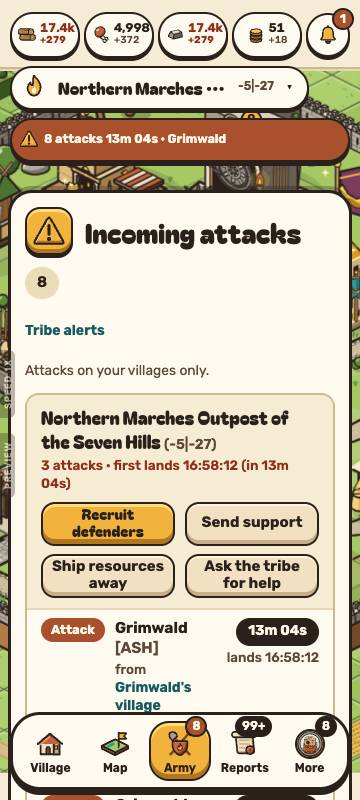 17.4k
+279
4,998
+372
17.4k
+279
51
+18
1
Northern Marches ••• -5|-27 ▾
8 attacks 13m 04s • Grimwald
Incoming attacks
8
Tribe alerts
Attacks on your villages only.
SPEED 1X
PREVIEW
Northern Marches Outpost of
the Seven Hills (-5|-27)
3 attacks • first lands 16:58:12 (in 13m
04s)
Recruit
defenders
Send support
Ship resources
away
Ask the tribe
for help
Attack
Grimwald
[ASH]
from
Grimwald's
village
13m 04s
lands 16:58:12
8
99+
8
Village
Map
Army
Reports
More